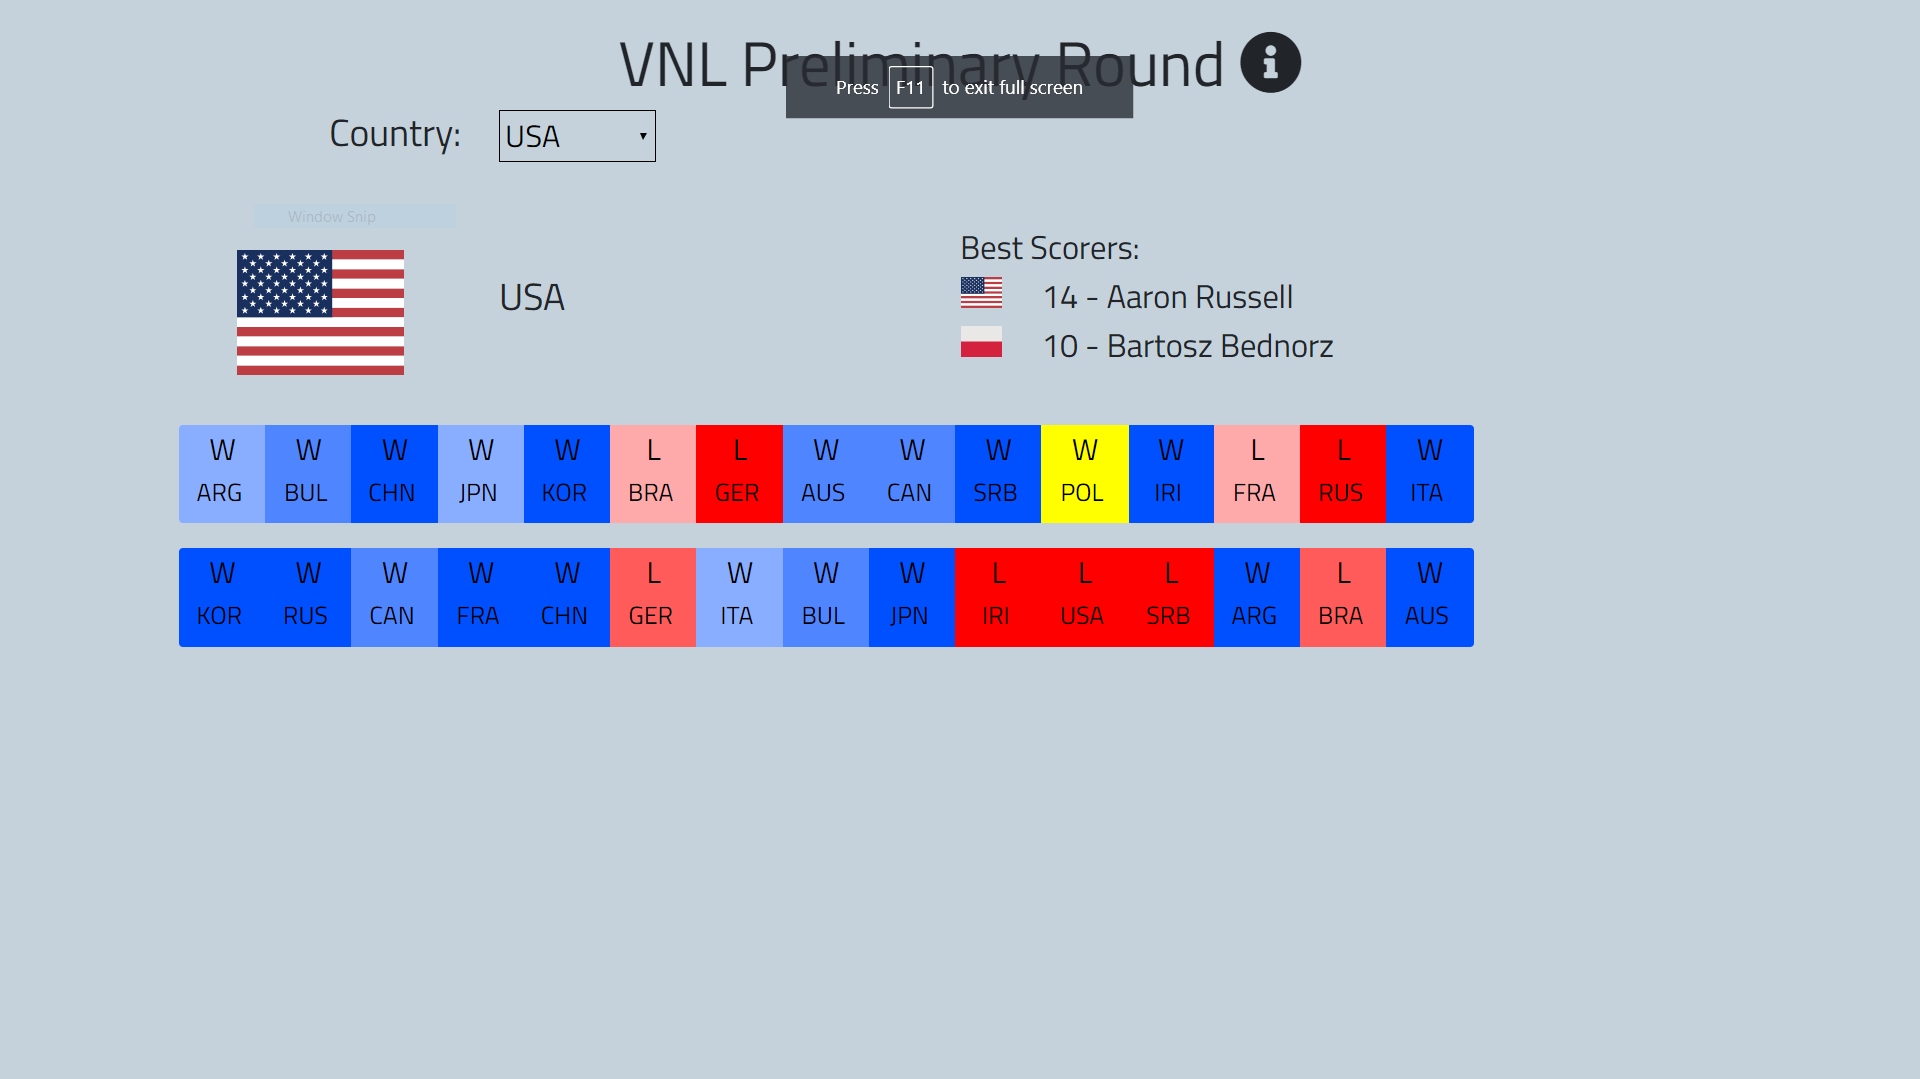 VNL Preliminary Round
Press F11 to exit full screen
Country: USA
Window Snip
USA
Best Scorers:
14 - Aaron Russell
10 - Bartosz Bednorz
W W W W W L L W W W W W L L W
ARG BUL CHN JPN KOR BRA GER AUS CAN SRB POL IRI FRA RUS ITA
W W W W W L W W W L L L W L W
KOR RUS CAN FRA CHN GER ITA BUL JPN IRI USA SRB ARG BRA AUS